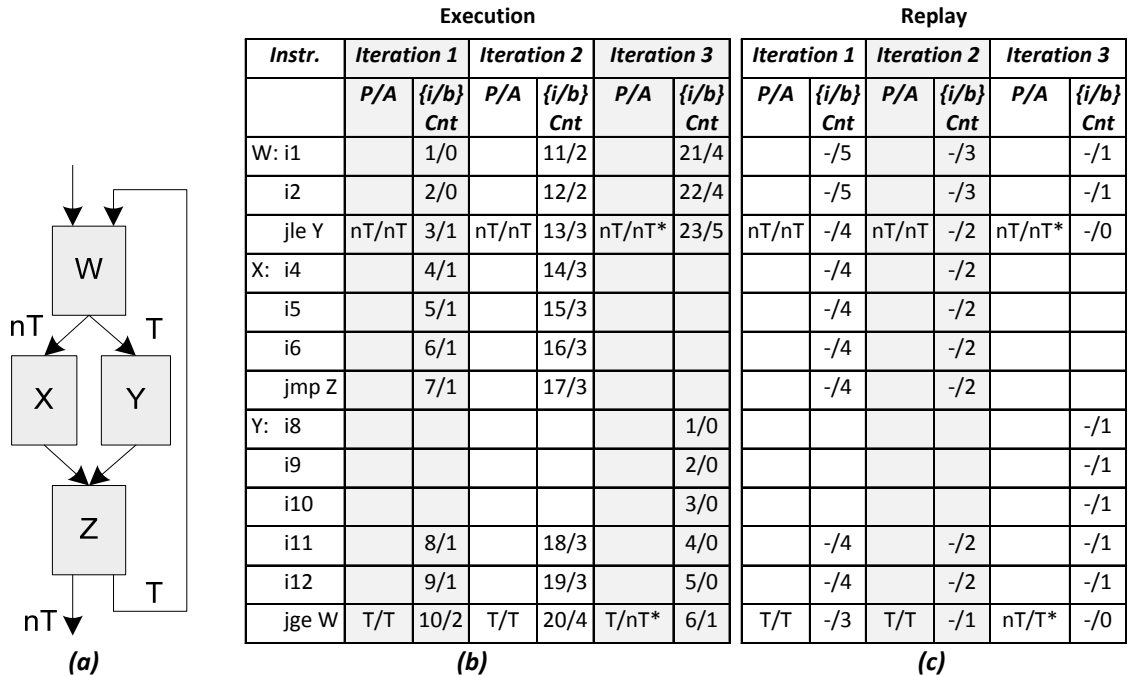 Execution Replay
Instr. Iteration 1 Iteration 2 Iteration 3 Iteration 1 Iteration 2 Iteration 3
P/A {i/b} Cnt P/A {i/b} Cnt P/A {i/b} Cnt P/A {i/b} Cnt P/A {i/b} Cnt P/A {i/b} Cnt
W: i1 1/0 11/2 21/4 -/5 -/3 -/1
i2 2/0 12/2 22/4 -/5 -/3 -/1
jle Y nT/nT 3/1 nT/nT 13/3 nT/nT* 23/5 nT/nT -/4 nT/nT -/2 nT/nT* -/0
X: i4 4/1 14/3 -/4 -/2
i5 5/1 15/3 -/4 -/2
i6 6/1 16/3 -/4 -/2
jmp Z 7/1 17/3 -/4 -/2
Y: i8 1/0 -/1
i9 2/0 -/1
i10 3/0 -/1
i11 8/1 18/3 4/0 -/4 -/2 -/1
i12 9/1 19/3 5/0 -/4 -/2 -/1
jge W T/T 10/2 T/T 20/4 T/nT* 6/1 T/T -/3 T/T -/1 nT/T* -/0
W
nT T
X Y
Z
T
nT
(a) (b) (c)